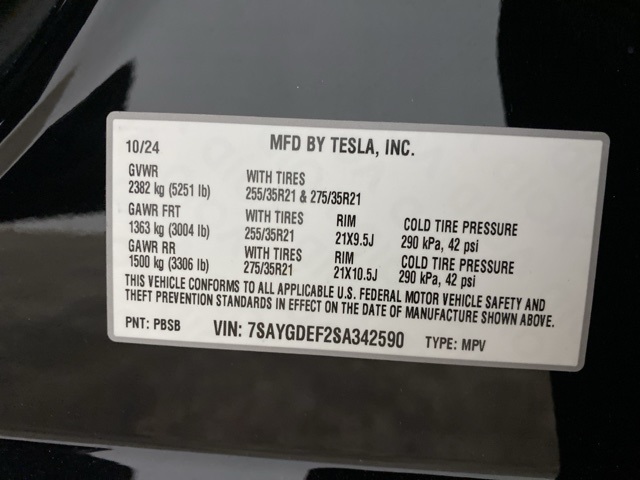 10/24 MFD BY TESLA, INC.
GVWR WITH TIRES
2382 kg (5251 lb) 255/35R21 & 275/35R21
GAWR FRT WITH TIRES RIM COLD TIRE PRESSURE
1363 kg (3004 lb) 255/35R21 21X9.5J 290 kPa, 42 psi
GAWR RR WITH TIRES RIM COLD TIRE PRESSURE
1500 kg (3306 lb) 275/35R21 21X10.5J 290 kPa, 42 psi
THIS VEHICLE CONFORMS TO ALL APPLICABLE U.S. FEDERAL MOTOR VEHICLE SAFETY AND
THEFT PREVENTION STANDARDS IN EFFECT ON THE DATE OF MANUFACTURE SHOWN ABOVE.
PNT: PBSB VIN: 7SAYGDEF2SA342590 TYPE: MPV